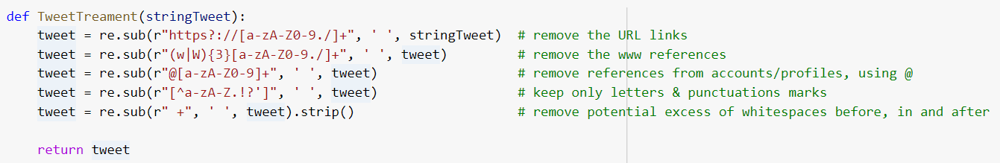 def TweetTreament(stringTweet):
    tweet = re.sub(r"https?://[a-zA-Z0-9./]+", ' ', stringTweet)  # remove the URL links
    tweet = re.sub(r"(w|W){3}[a-zA-Z0-9./]+", ' ', tweet)         # remove the www references
    tweet = re.sub(r"@[a-zA-Z0-9]+", ' ', tweet)                  # remove references from accounts/profiles, using @
    tweet = re.sub(r"[^a-zA-Z.!?']", ' ', tweet)                  # keep only letters & punctuations marks
    tweet = re.sub(r" +", ' ', tweet).strip()                     # remove potential excess of whitespaces before, in and after
    return tweet